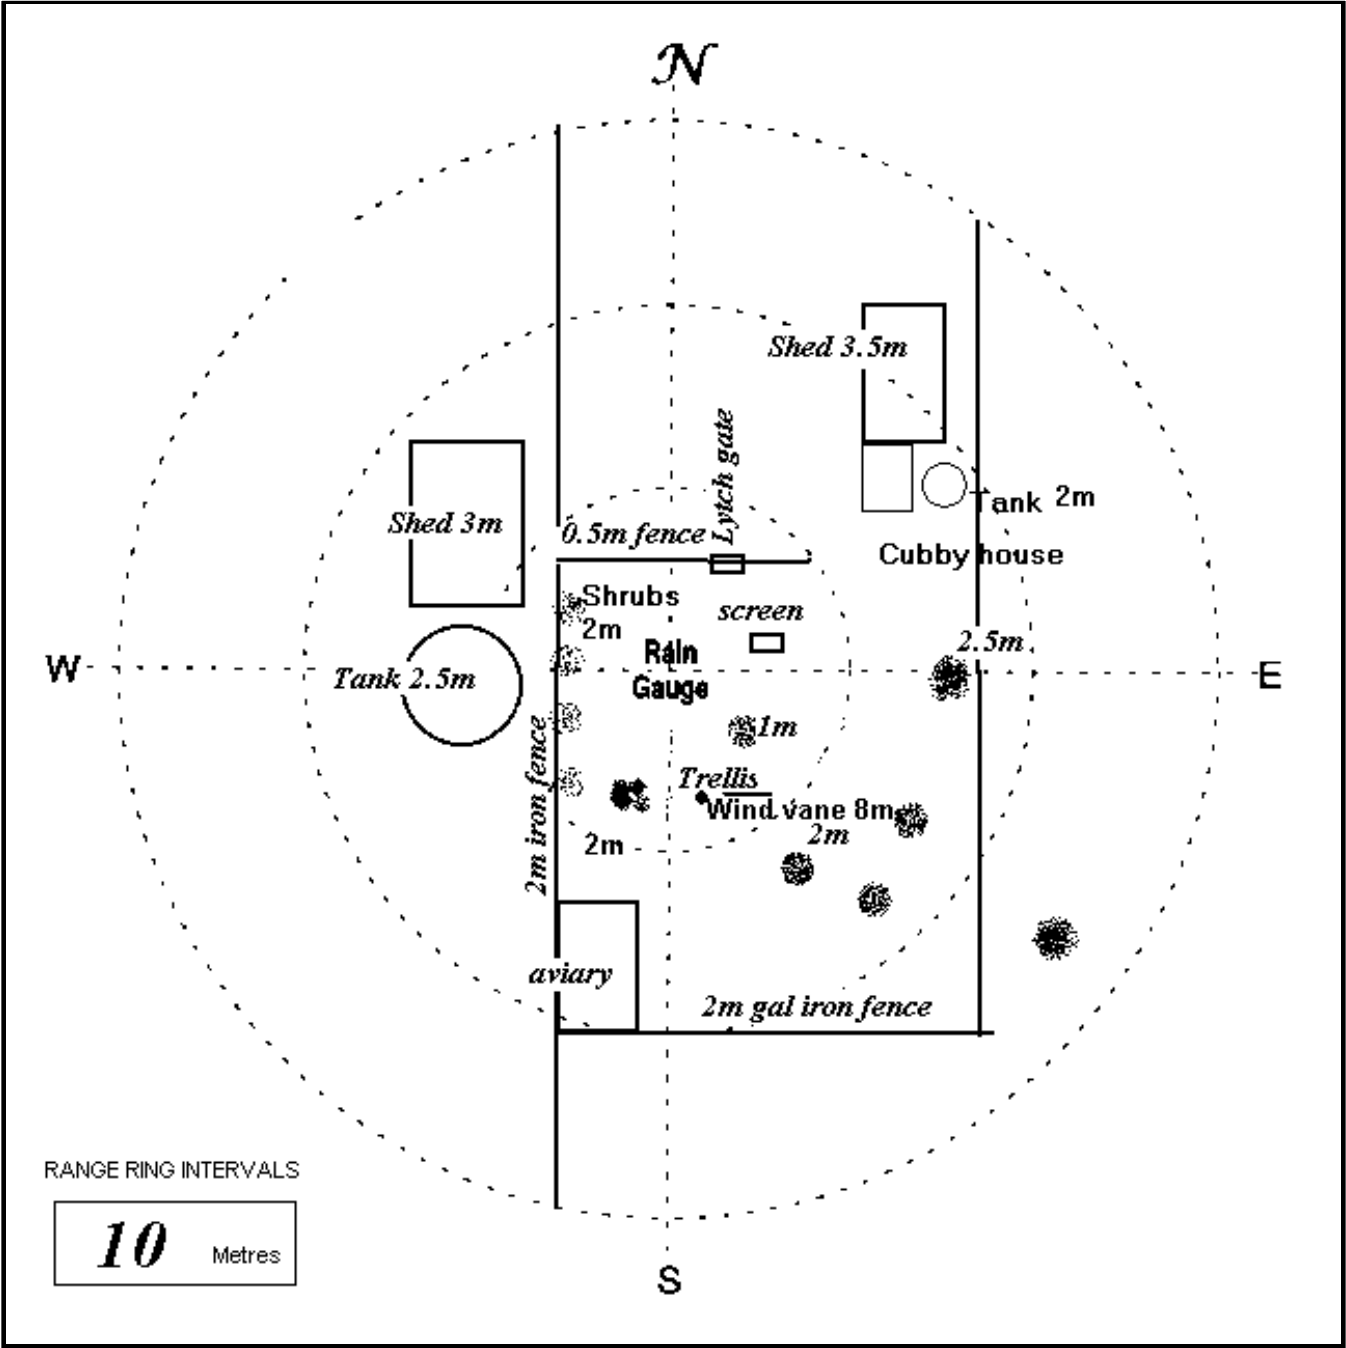 N
Shed 3.5m
Lytch gate
Tank 2m
Shed 3m
0.5m fence
Cubby house
Shrubs
2m
screen
Rain
Gauge
2.5m
W
E
Tank 2.5m
1m
2m iron fence
Trellis
Wind vane 8m
2m
2m
aviary
2m gal iron fence
RANGE RING INTERVALS
10 Metres
S